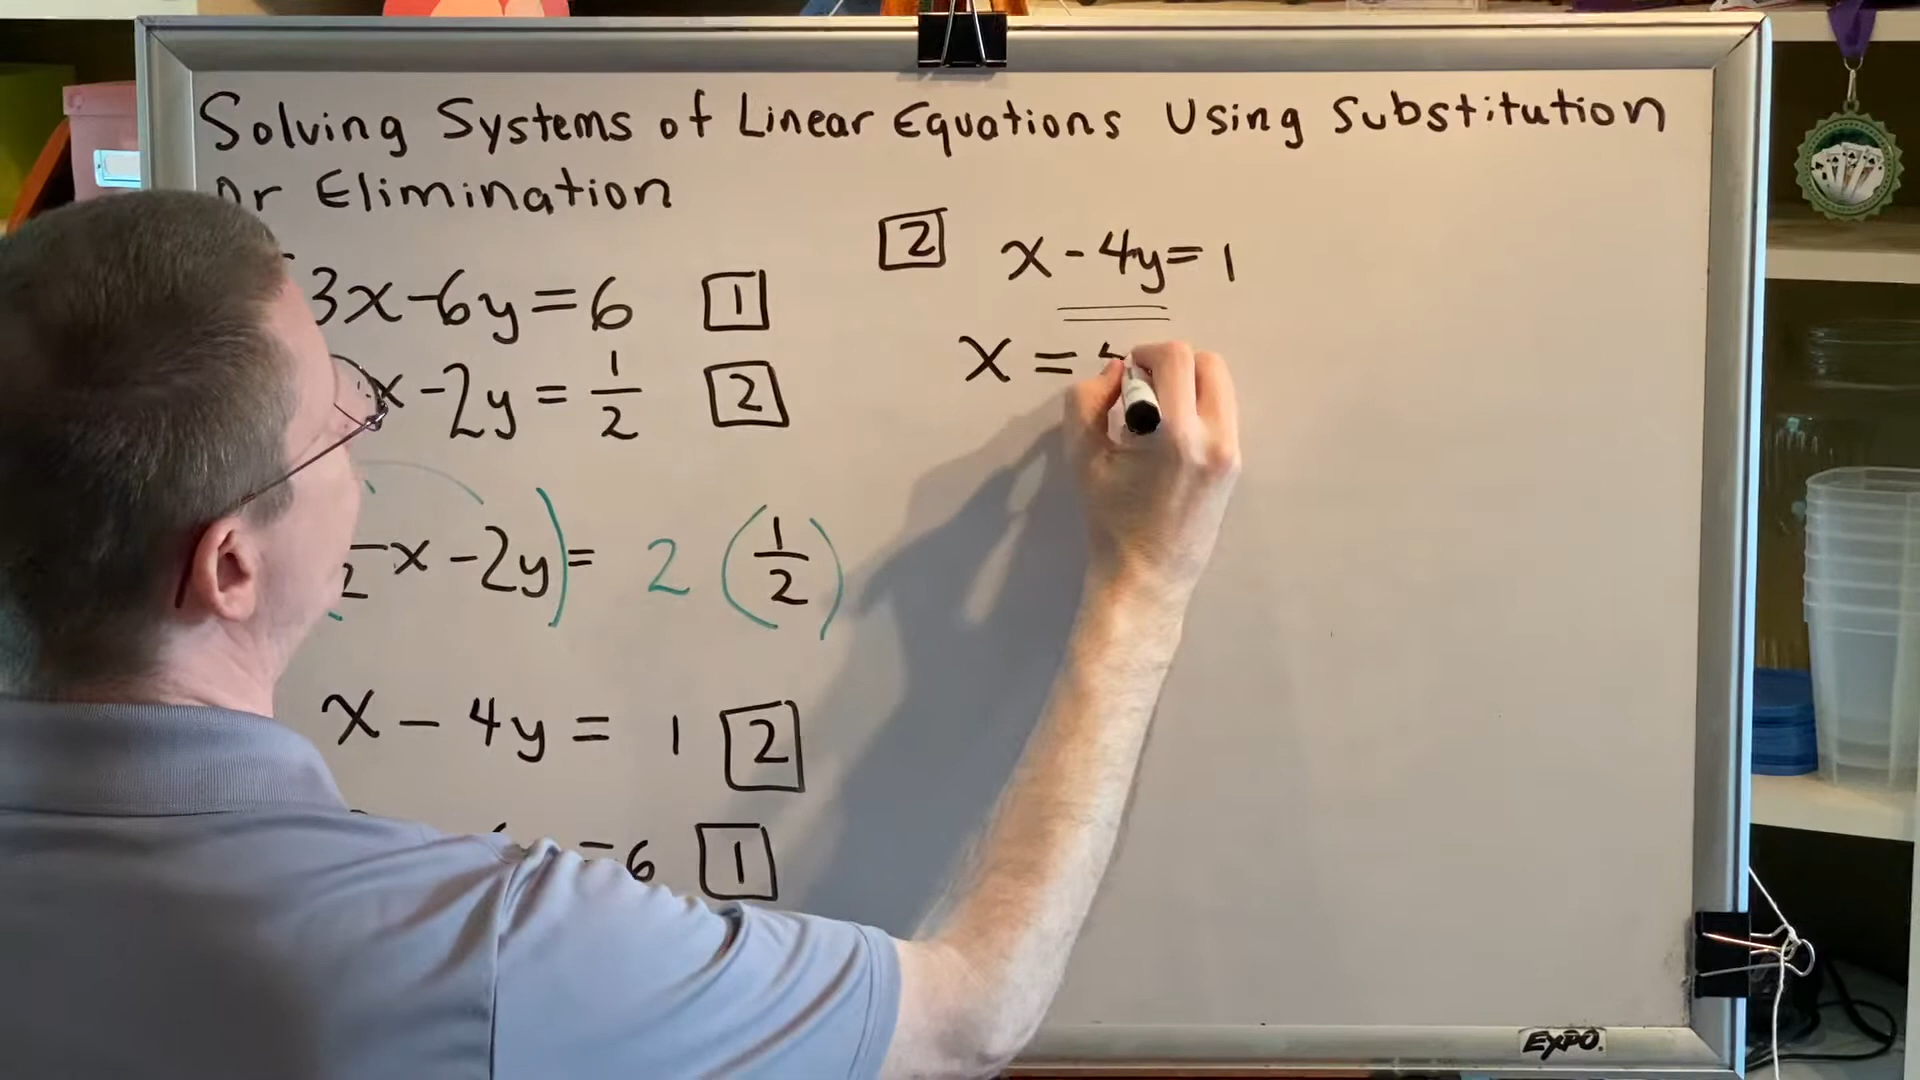 Solving Systems of Linear Equations Using Substitution
or Elimination
3x-6y=6 1
x-2y = 1/2 2
2 x - 4y = 1
x =
2 x -2y) = 2 (1/2)
x - 4y = 1 2
=6 1
EXPO.